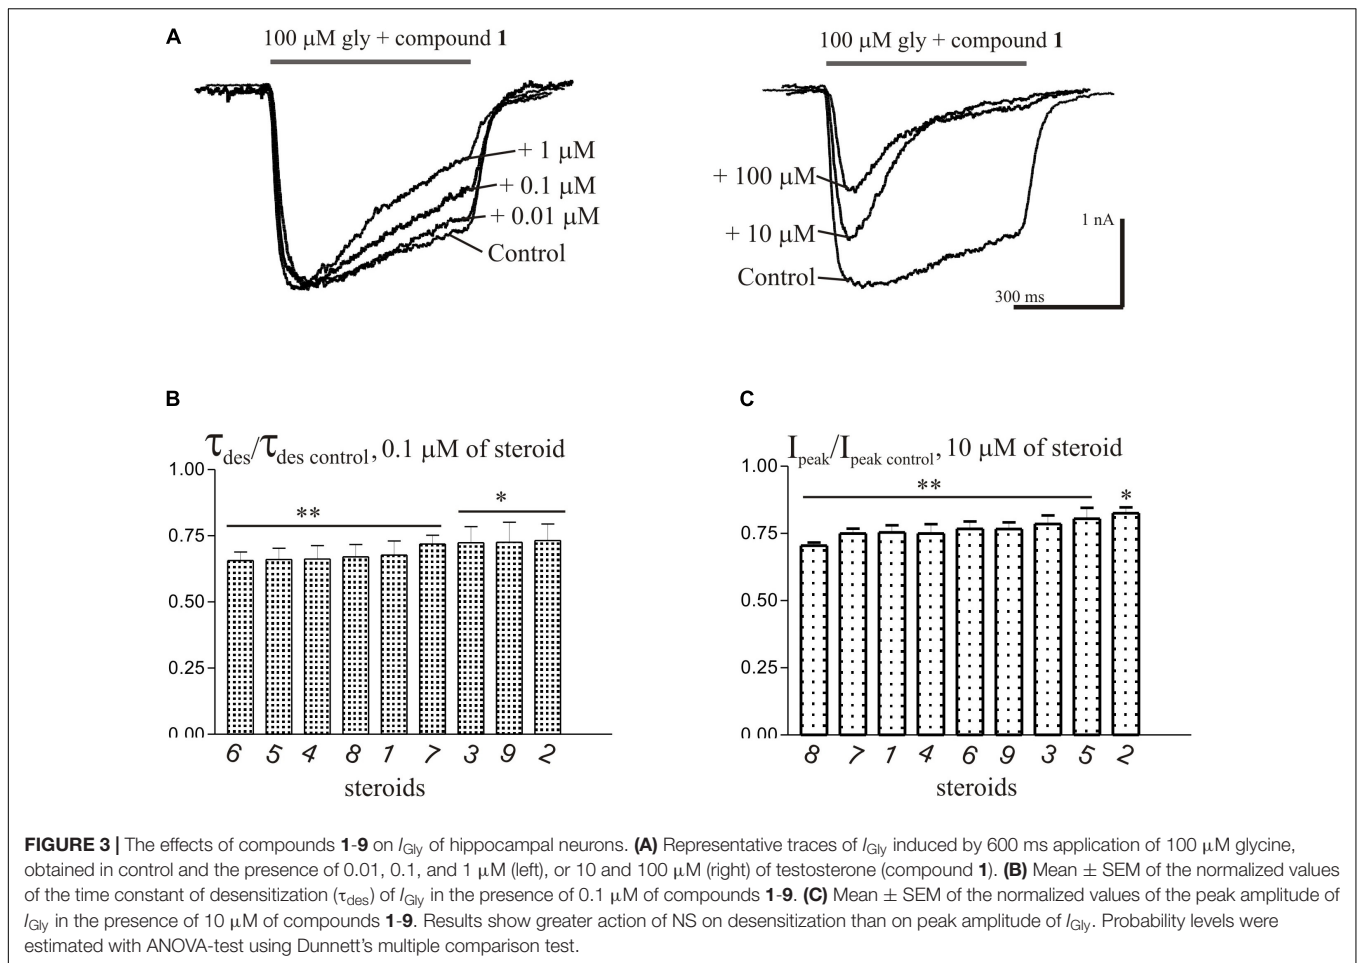 A
100 μM gly + compound 1
+ 1 μM
+ 0.1 μM
+ 0.01 μM
Control
100 μM gly + compound 1
+ 100 μM
+ 10 μM
Control
1 nA
300 ms
B
τdes/τdes control, 0.1 μM of steroid
1.00
0.75
0.50
0.25
0.00
**
*
6 5 4 8 1 7 3 9 2
steroids
C
Ipeak/Ipeak control, 10 μM of steroid
1.00
0.75
0.50
0.25
0.00
**
*
8 7 1 4 6 9 3 5 2
steroids
FIGURE 3 | The effects of compounds 1-9 on IGly of hippocampal neurons. (A) Representative traces of IGly induced by 600 ms application of 100 μM glycine,
obtained in control and the presence of 0.01, 0.1, and 1 μM (left), or 10 and 100 μM (right) of testosterone (compound 1). (B) Mean ± SEM of the normalized values
of the time constant of desensitization (τdes) of IGly in the presence of 0.1 μM of compounds 1-9. (C) Mean ± SEM of the normalized values of the peak amplitude of
IGly in the presence of 10 μM of compounds 1-9. Results show greater action of NS on desensitization than on peak amplitude of IGly. Probability levels were
estimated with ANOVA-test using Dunnett's multiple comparison test.